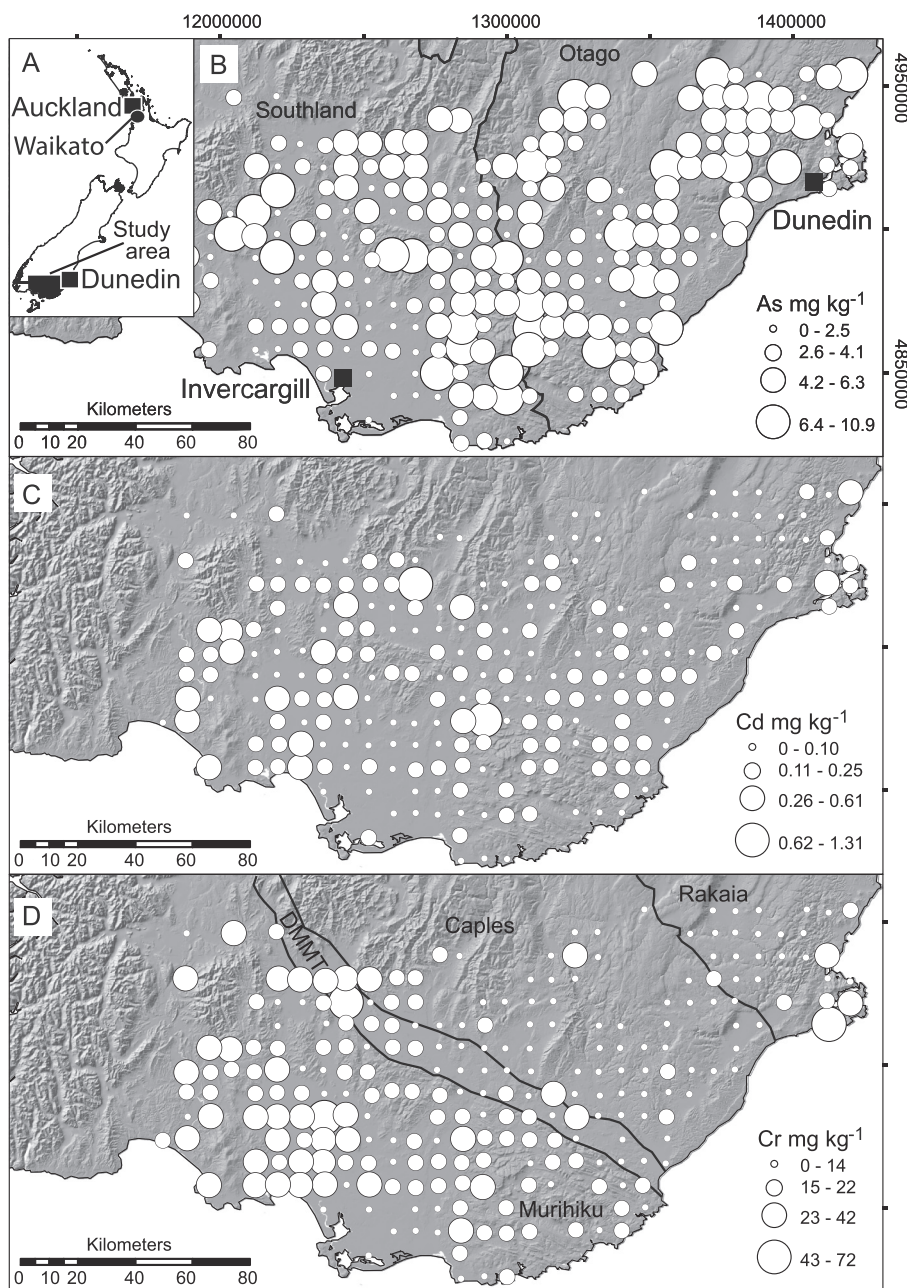 12000000 1300000 1400000
A
Auckland
Waikato
Study
area
Dunedin
B
Otago
Southland
Dunedin
Invercargill
4950000
4850000
As mg kg-1
0 - 2.5
2.6 - 4.1
4.2 - 6.3
6.4 - 10.9
Kilometers
0 10 20 40 60 80
C
Cd mg kg-1
0 - 0.10
0.11 - 0.25
0.26 - 0.61
0.62 - 1.31
Kilometers
0 10 20 40 60 80
D
DMMT
Caples
Rakaia
Murihiku
Cr mg kg-1
0 - 14
15 - 22
23 - 42
43 - 72
Kilometers
0 10 20 40 60 80